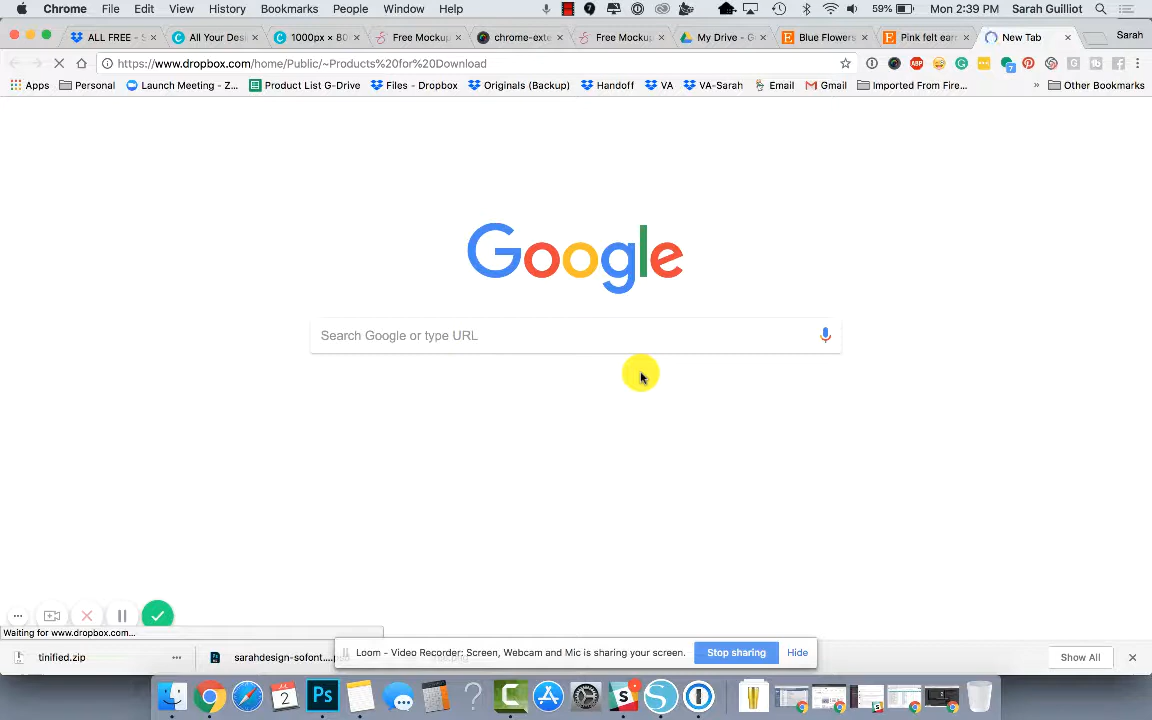 Chrome File Edit View History Bookmarks People Window Help 59% Mon 2:39 PM Sarah Guilliot
ALL FREE - S All Your Desi 1000px × 80 Free Mockup chrome-exte Free Mockup My Drive - G Blue Flowers Pink felt earr New Tab Sarah
https://www.dropbox.com/home/Public/~Products%20for%20Download ABP 7
Apps Personal Launch Meeting - Z... Product List G-Drive Files - Dropbox Originals (Backup) Handoff VA VA-Sarah Email Gmail Imported From Fire... » Other Bookmarks
Google
Search Google or type URL
Waiting for www.dropbox.com...
Loom - Video Recorder: Screen, Webcam and Mic is sharing your screen. Stop sharing Hide
tinified.zip sarahdesign-sofont.... Show All
2 Ps